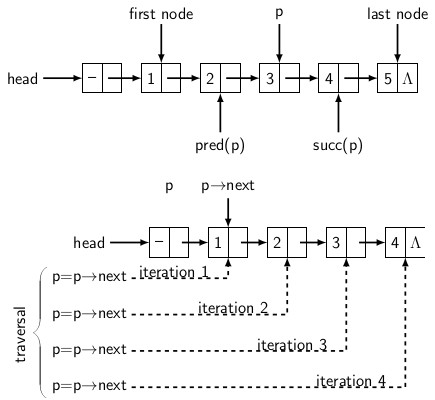 first node p last node
head – 1 2 3 4 5 Λ
pred(p) succ(p)
p p→next
head – 1 2 3 4 Λ
traversal
p=p→next iteration 1
p=p→next iteration 2
p=p→next iteration 3
p=p→next iteration 4